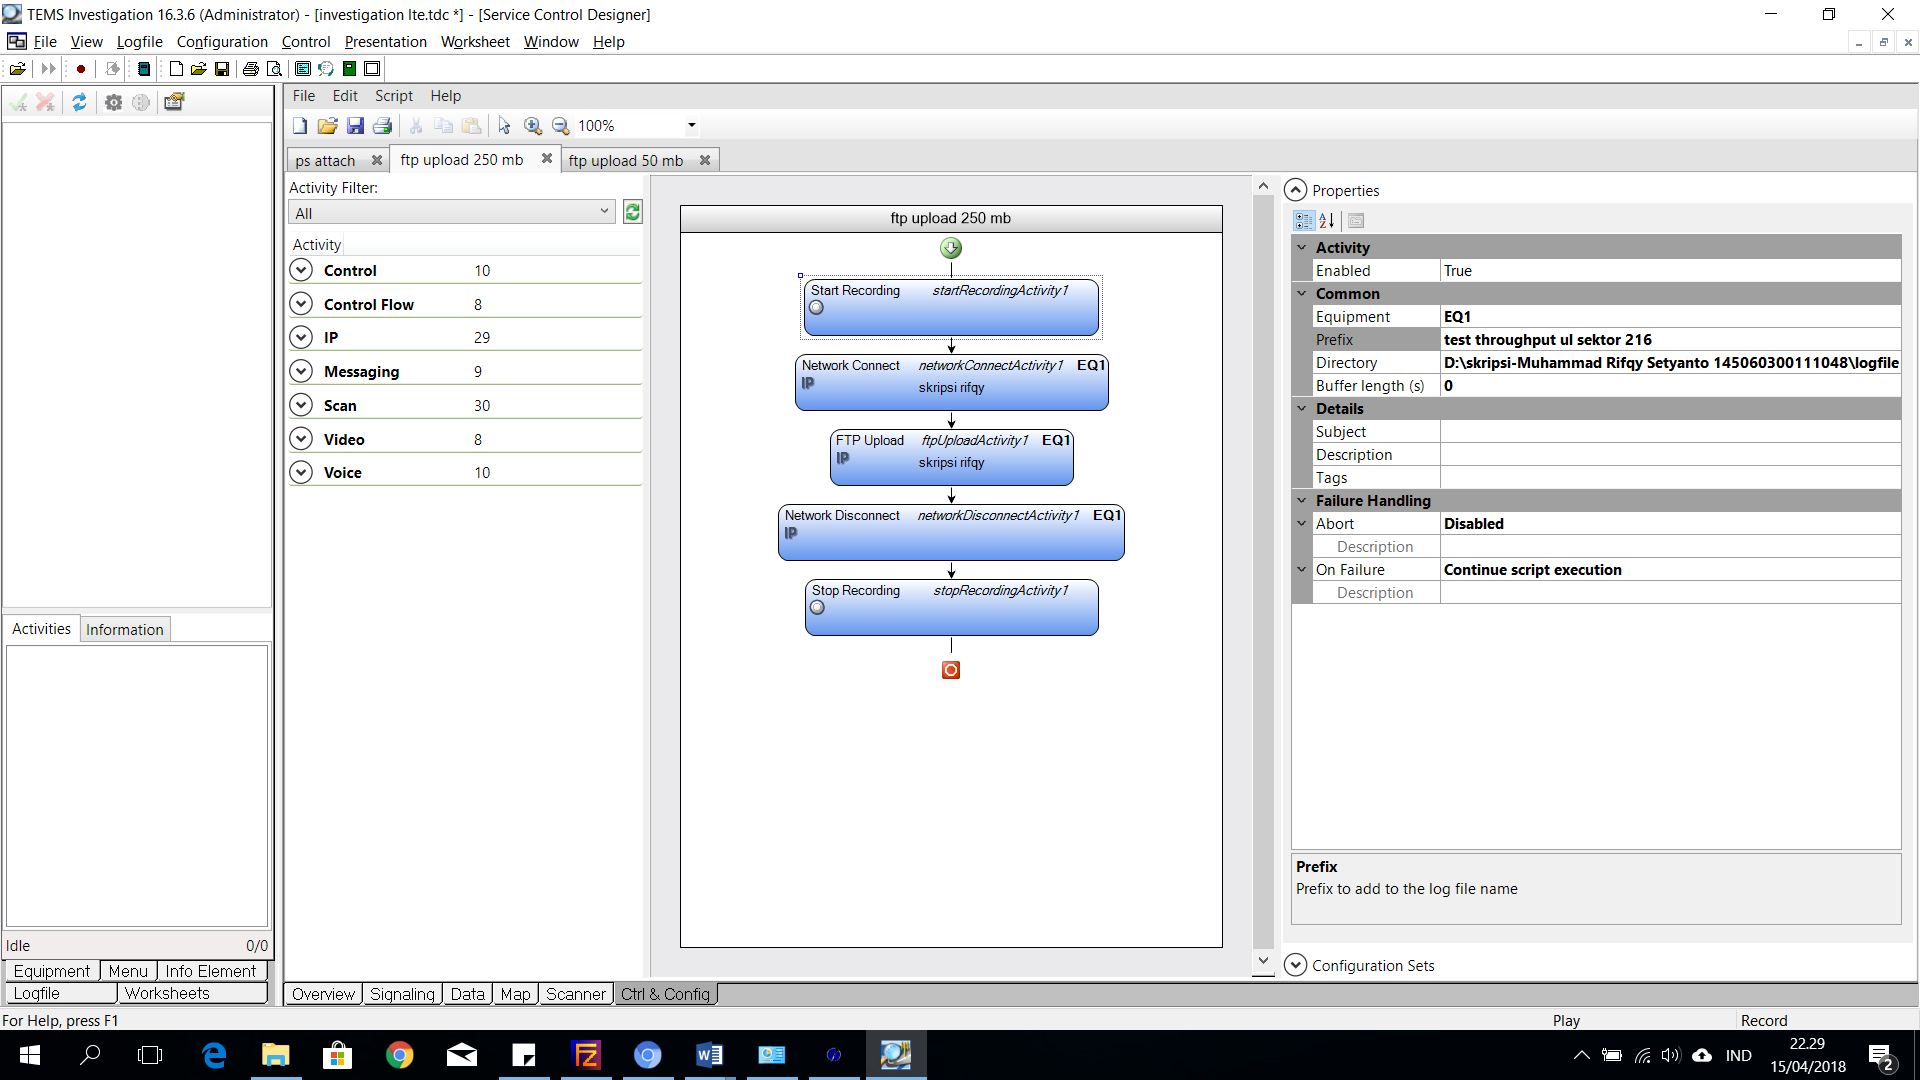 TEMS Investigation 16.3.6 (Administrator) - [investigation lte.tdc *] - [Service Control Designer]
File View Logfile Configuration Control Presentation Worksheet Window Help
File Edit Script Help
100%
ps attach
ftp upload 250 mb
ftp upload 50 mb
Activity Filter:
All
Activity
Control 10
Control Flow 8
IP 29
Messaging 9
Scan 30
Video 8
Voice 10
ftp upload 250 mb
Start Recording startRecordingActivity1
Network Connect networkConnectActivity1 EQ1
IP skripsi rifqy
FTP Upload ftpUploadActivity1 EQ1
IP skripsi rifqy
Network Disconnect networkDisconnectActivity1 EQ1
IP
Stop Recording stopRecordingActivity1
Properties
Activity
Enabled True
Common
Equipment EQ1
Prefix test throughput ul sektor 216
Directory D:\skripsi-Muhammad Rifqy Setyanto 145060300111048\logfile
Buffer length (s) 0
Details
Subject
Description
Tags
Failure Handling
Abort Disabled
Description
On Failure Continue script execution
Description
Prefix
Prefix to add to the log file name
Configuration Sets
Activities Information
Idle 0/0
Equipment Menu Info Element
Logfile Worksheets
Overview Signaling Data Map Scanner Ctrl & Config
For Help, press F1
Play Record
IND
22.29
15/04/2018
2